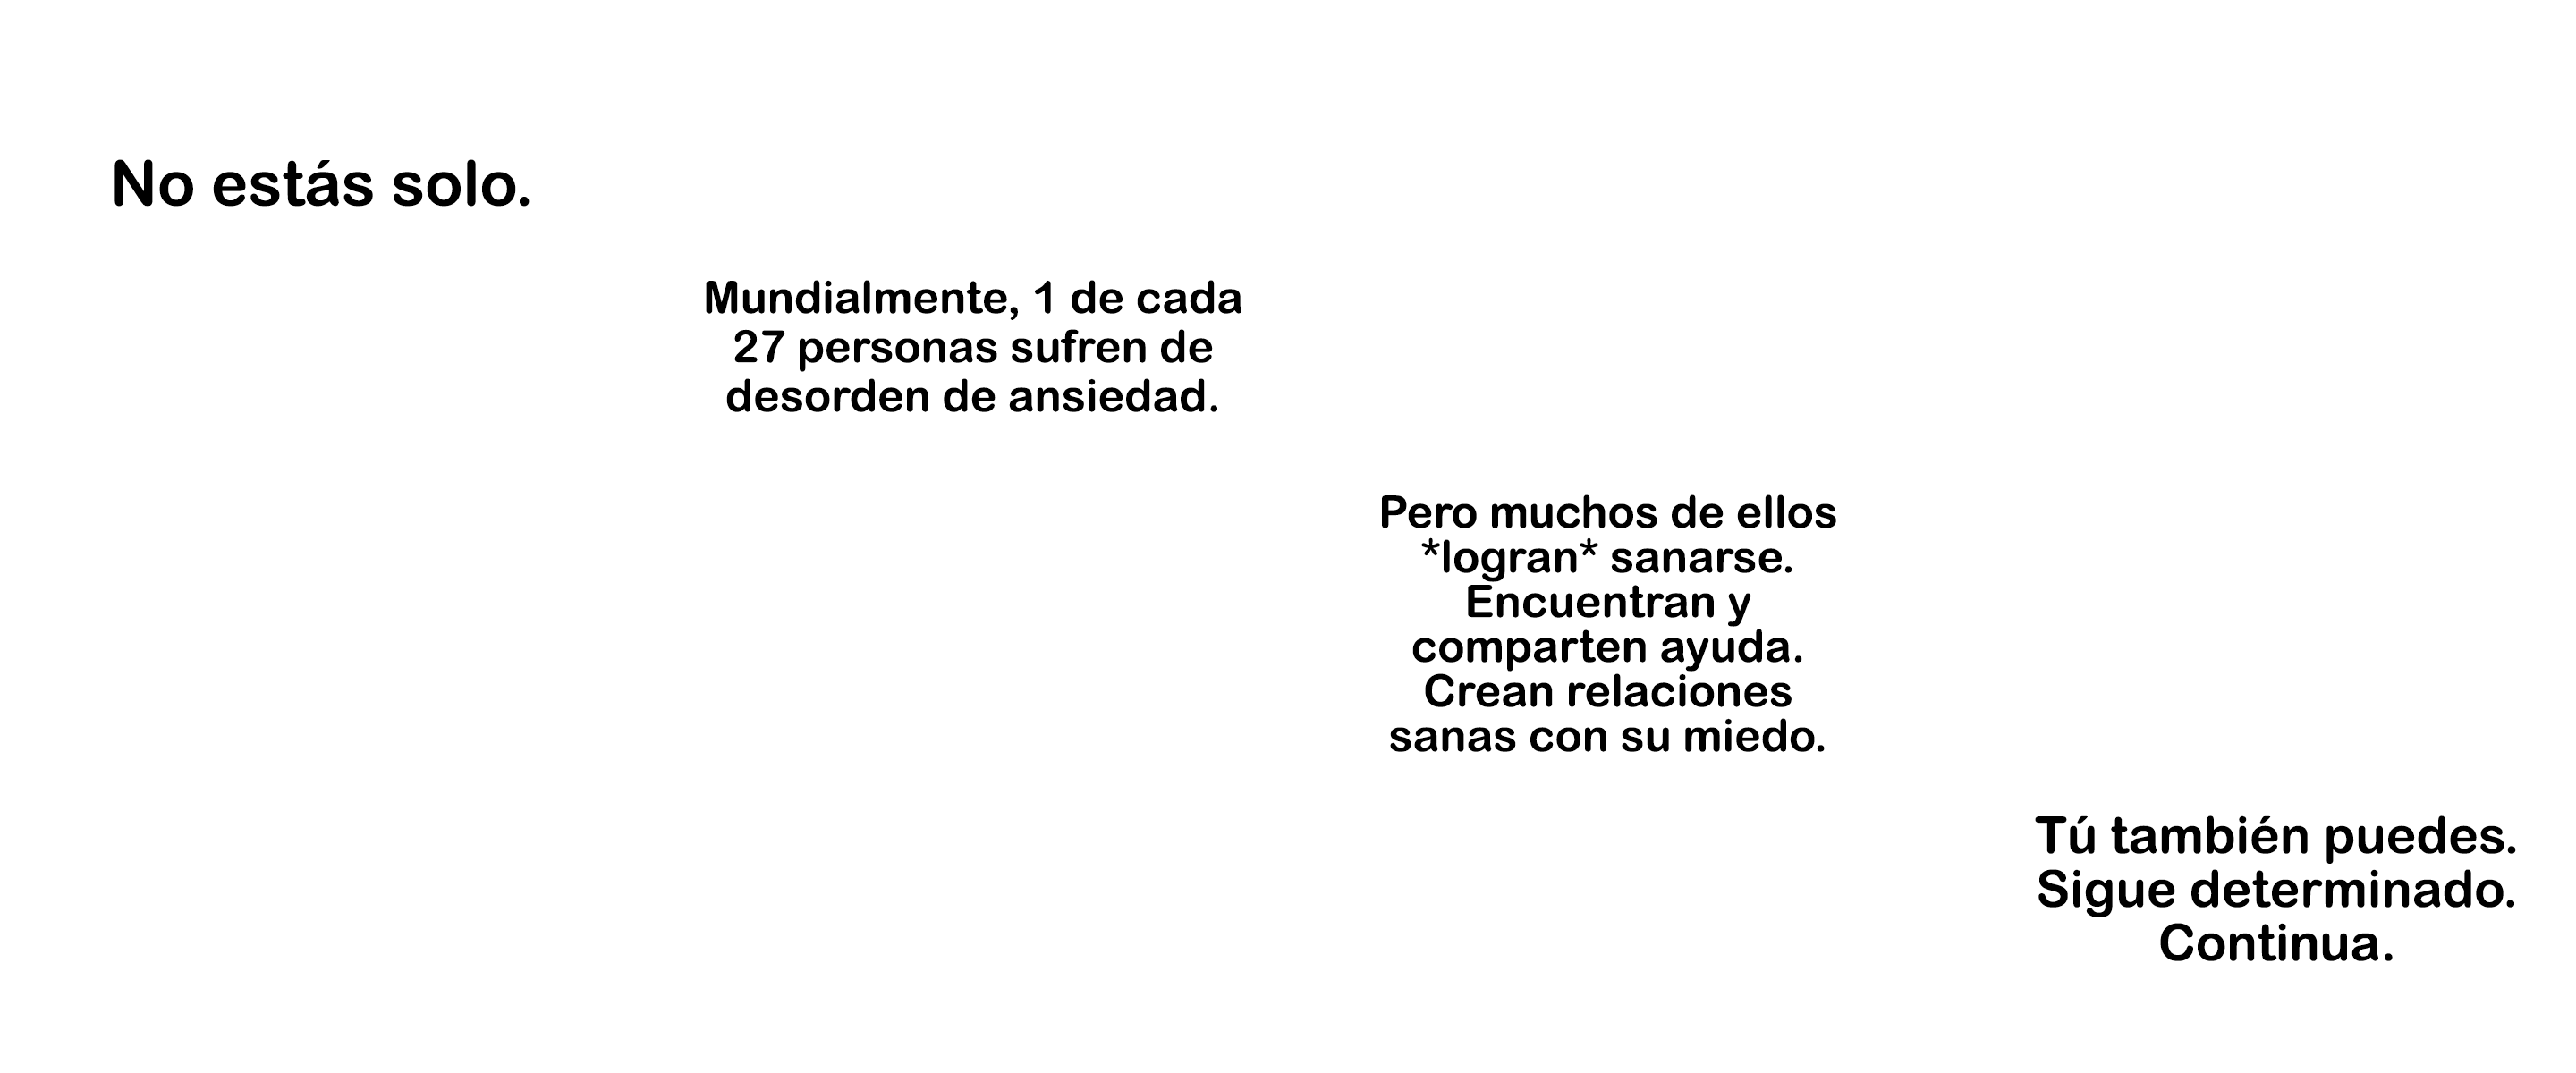 No estás solo.
Mundialmente, 1 de cada
27 personas sufren de
desorden de ansiedad.
Pero muchos de ellos
*logran* sanarse.
Encuentran y
comparten ayuda.
Crean relaciones
sanas con su miedo.
Tú también puedes.
Sigue determinado.
Continua.